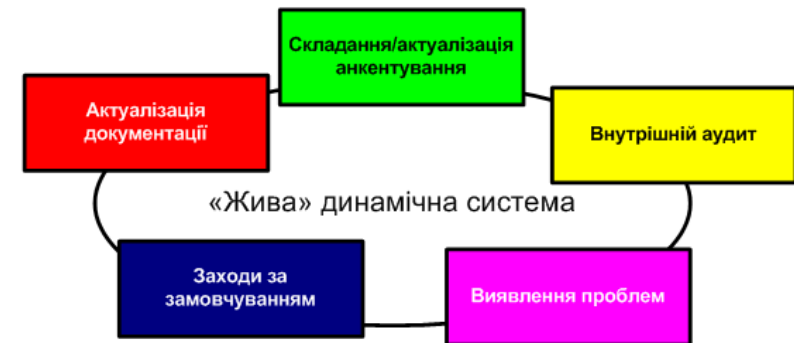 Складання/актуалізація
анкентування
Актуалізація
документації
Внутрішній аудит
«Жива» динамічна система
Заходи за
замовчуванням
Виявлення проблем